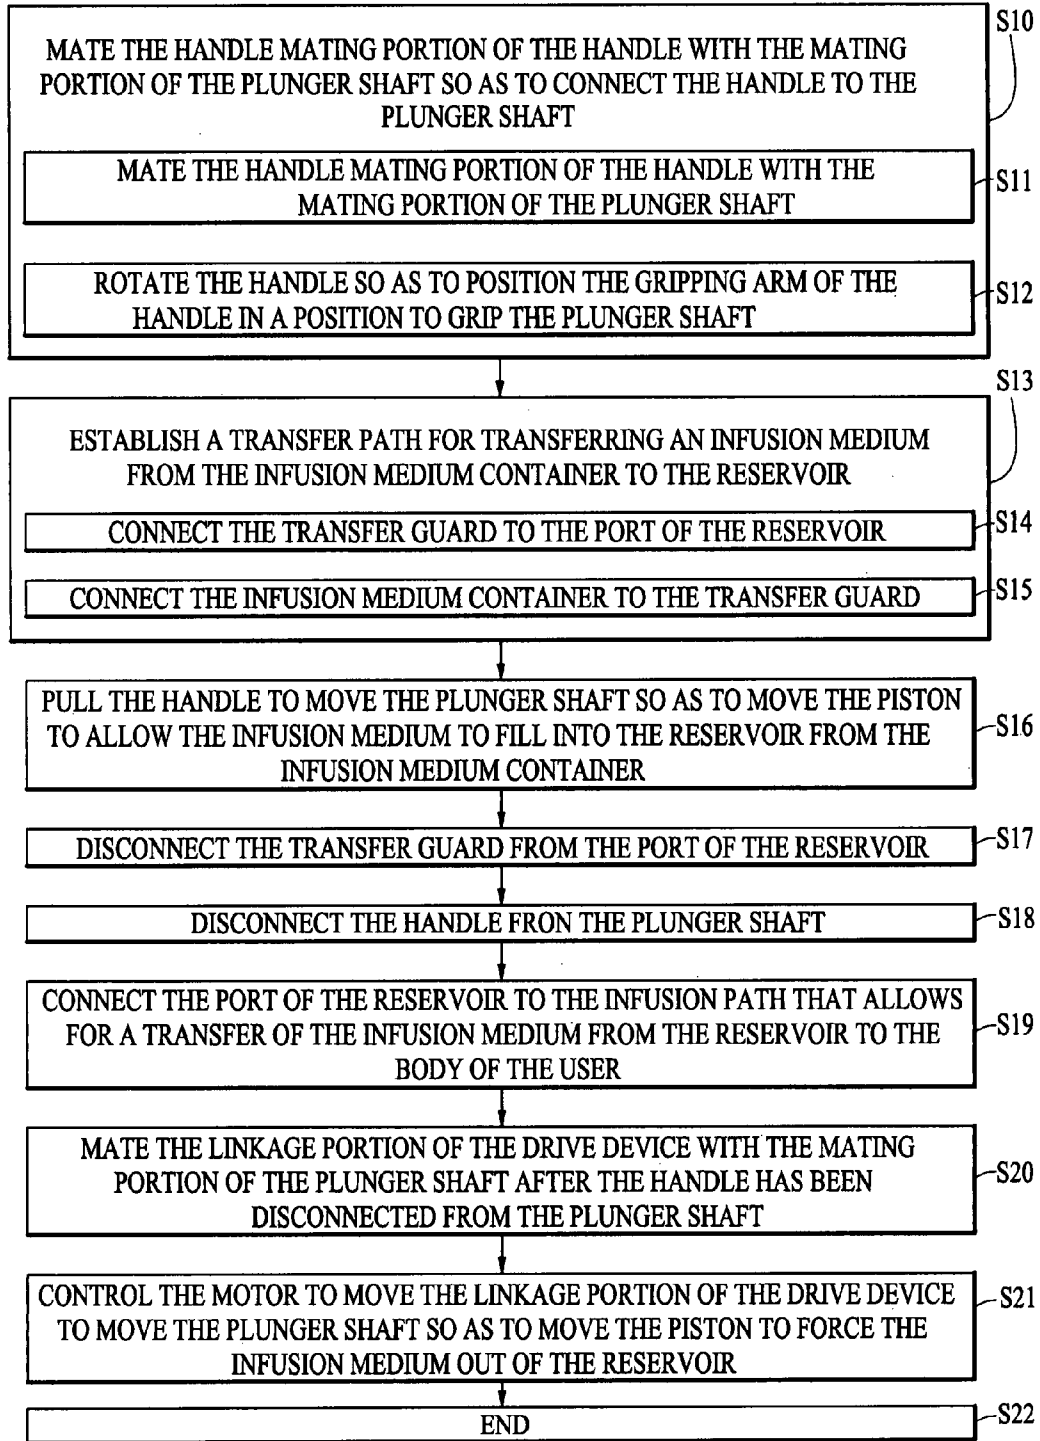 S10
MATE THE HANDLE MATING PORTION OF THE HANDLE WITH THE MATING
PORTION OF THE PLUNGER SHAFT SO AS TO CONNECT THE HANDLE TO THE
PLUNGER SHAFT
MATE THE HANDLE MATING PORTION OF THE HANDLE WITH THE
MATING PORTION OF THE PLUNGER SHAFT
S11
ROTATE THE HANDLE SO AS TO POSITION THE GRIPPING ARM OF THE
HANDLE IN A POSITION TO GRIP THE PLUNGER SHAFT
S12
S13
ESTABLISH A TRANSFER PATH FOR TRANSFERRING AN INFUSION MEDIUM
FROM THE INFUSION MEDIUM CONTAINER TO THE RESERVOIR
CONNECT THE TRANSFER GUARD TO THE PORT OF THE RESERVOIR
S14
CONNECT THE INFUSION MEDIUM CONTAINER TO THE TRANSFER GUARD
S15
PULL THE HANDLE TO MOVE THE PLUNGER SHAFT SO AS TO MOVE THE PISTON
TO ALLOW THE INFUSION MEDIUM TO FILL INTO THE RESERVOIR FROM THE
INFUSION MEDIUM CONTAINER
S16
DISCONNECT THE TRANSFER GUARD FROM THE PORT OF THE RESERVOIR
S17
DISCONNECT THE HANDLE FRON THE PLUNGER SHAFT
S18
CONNECT THE PORT OF THE RESERVOIR TO THE INFUSION PATH THAT ALLOWS
FOR A TRANSFER OF THE INFUSION MEDIUM FROM THE RESERVOIR TO THE
BODY OF THE USER
S19
MATE THE LINKAGE PORTION OF THE DRIVE DEVICE WITH THE MATING
PORTION OF THE PLUNGER SHAFT AFTER THE HANDLE HAS BEEN
DISCONNECTED FROM THE PLUNGER SHAFT
S20
CONTROL THE MOTOR TO MOVE THE LINKAGE PORTION OF THE DRIVE DEVICE
TO MOVE THE PLUNGER SHAFT SO AS TO MOVE THE PISTON TO FORCE THE
INFUSION MEDIUM OUT OF THE RESERVOIR
S21
END
S22